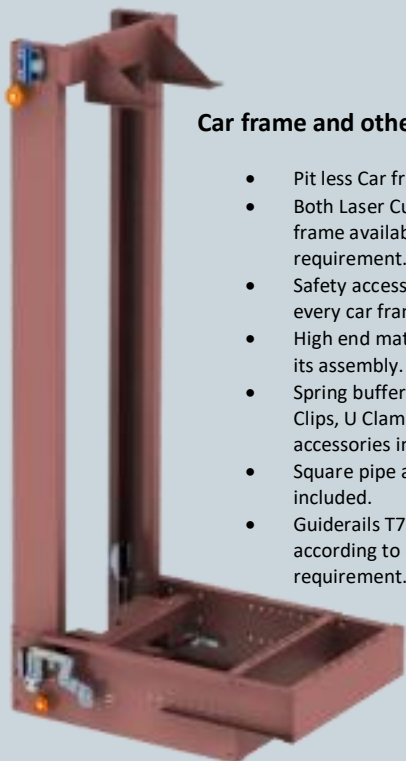 Car frame and othe
• Pit less Car fr
• Both Laser Cu
frame availab
requirement.
• Safety access
every car fran
• High end mat
its assembly.
• Spring buffer
Clips, U Clam
accessories in
• Square pipe a
included.
• Guiderails T7
according to
requirement.